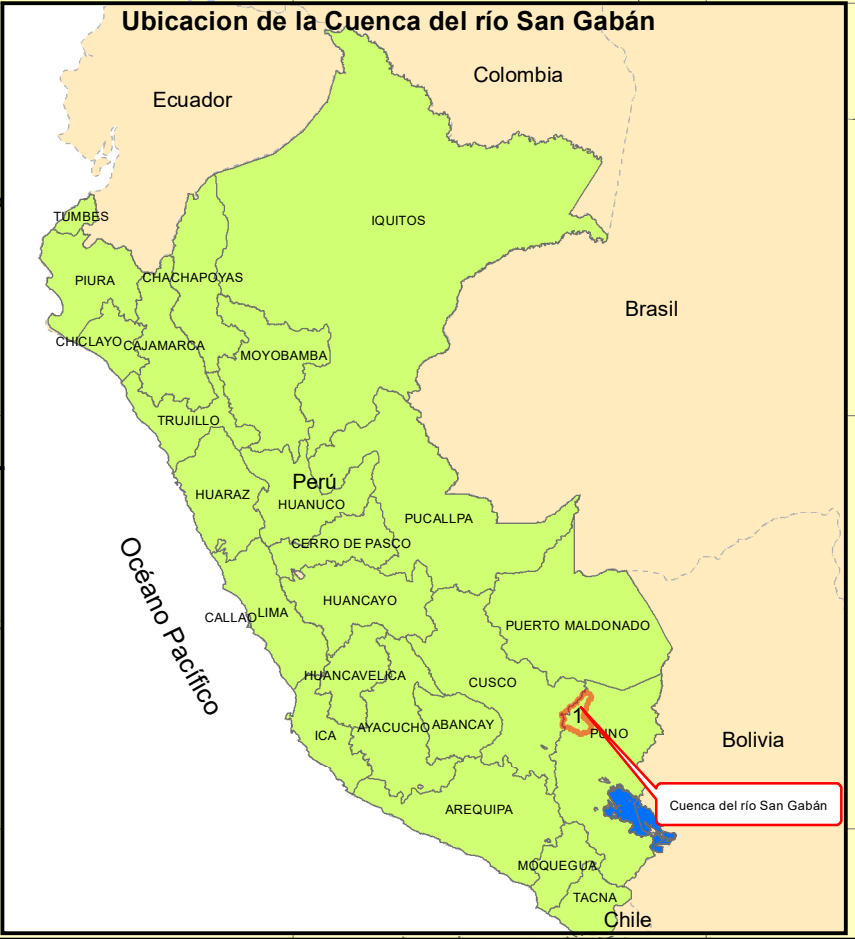 Ubicacion de la Cuenca del río San Gabán
Colombia
Ecuador
TUMBES
IQUITOS
PIURA
CHACHAPOYAS
Brasil
CHICLAYO
CAJAMARCA
MOYOBAMBA
TRUJILLO
Perú
HUARAZ
HUANUCO
PUCALLPA
CERRO DE PASCO
Océano Pacífico
HUANCAYO
CALLAO
LIMA
PUERTO MALDONADO
HUANCAVELICA
CUSCO
1
ICA
AYACUCHO
ABANCAY
PUNO
Bolivia
Cuenca del río San Gabán
AREQUIPA
MOQUEGUA
TACNA
Chile